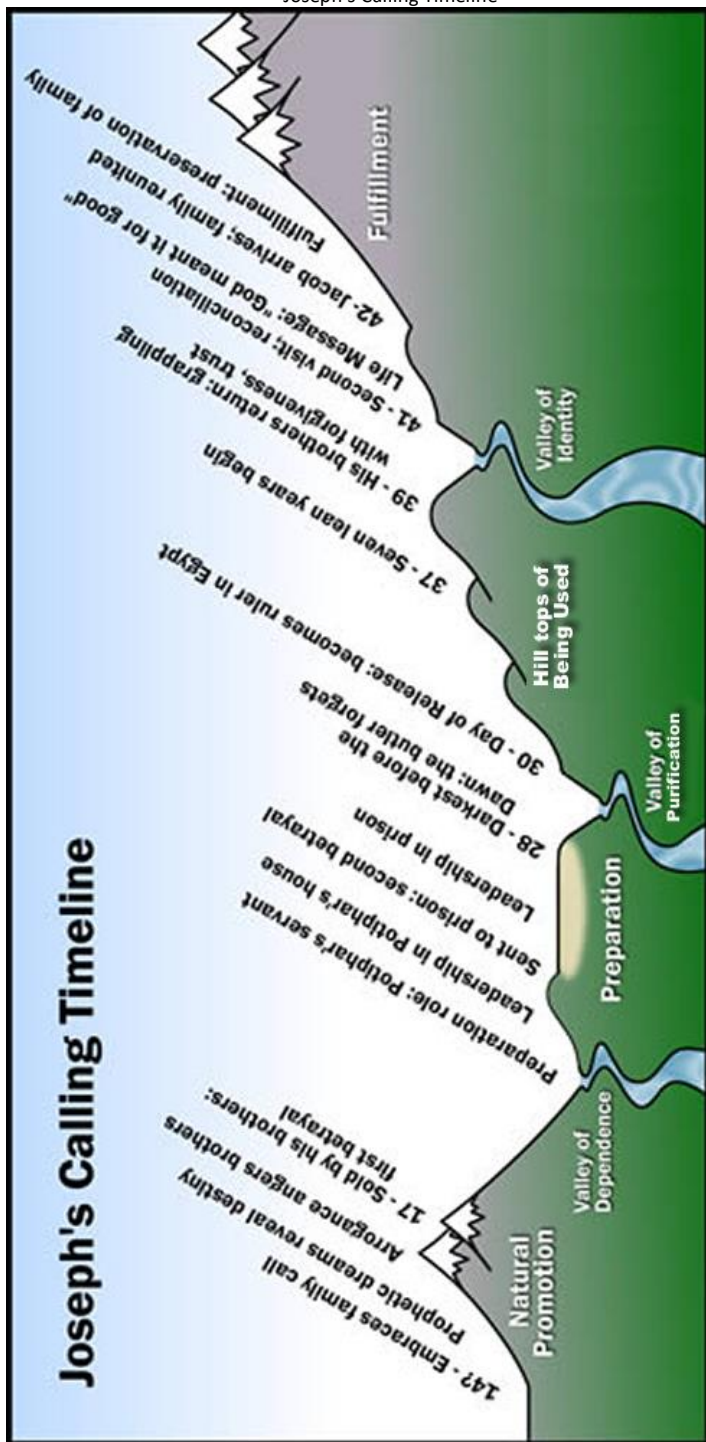 Joseph's Calling Timeline
Joseph's Calling Timeline
14? - Embraces family call
Prophetic dreams reveal destiny
Arrogance angers brothers
17 - Sold by his brothers:
first betrayal
Preparation role: Potiphar's servant
Leadership in Potiphar's house
Sent to prison: second betrayal
Leadership in prison
28 - Darkest before the
Dawn: the butler forgets
30 - Day of Release: becomes ruler in Egypt
37 - Seven lean years begin
39 - His brothers return: grappling
with forgiveness, trust
41 - Second visit; reconciliation
Life Message: "God meant it for good"
42- Jacob arrives; family reunited
Fulfillment: preservation of family
Natural
Promotion
Valley of
Dependence
Preparation
Valley of
Purification
Hill tops of
Being Used
Valley of
Identity
Fulfillment